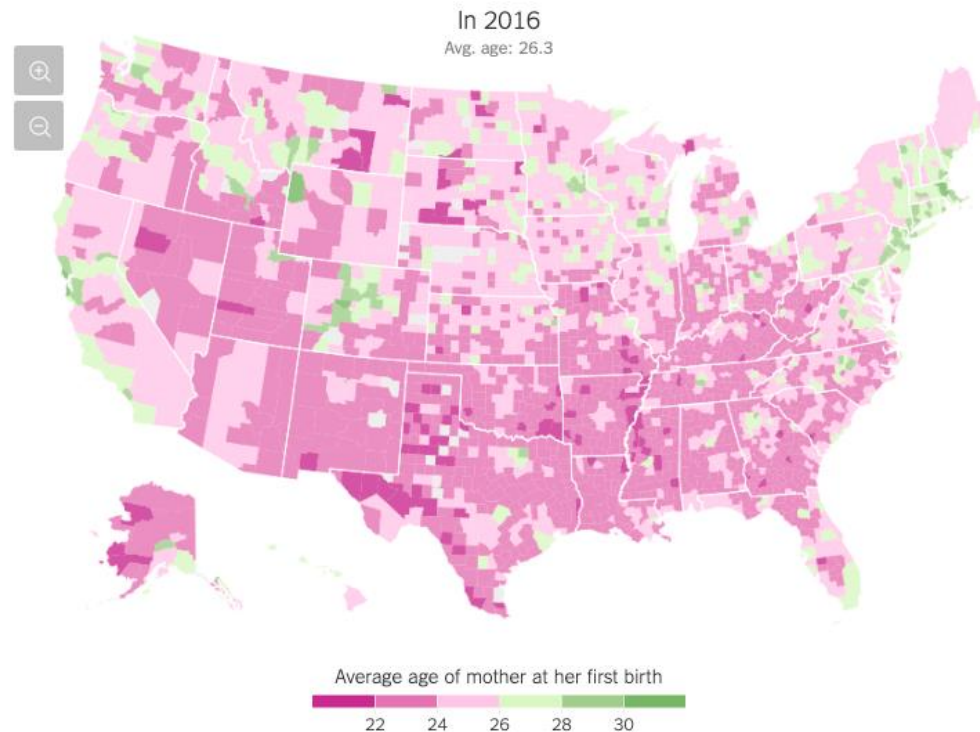 In 2016
Avg. age: 26.3
Average age of mother at her first birth
22 24 26 28 30